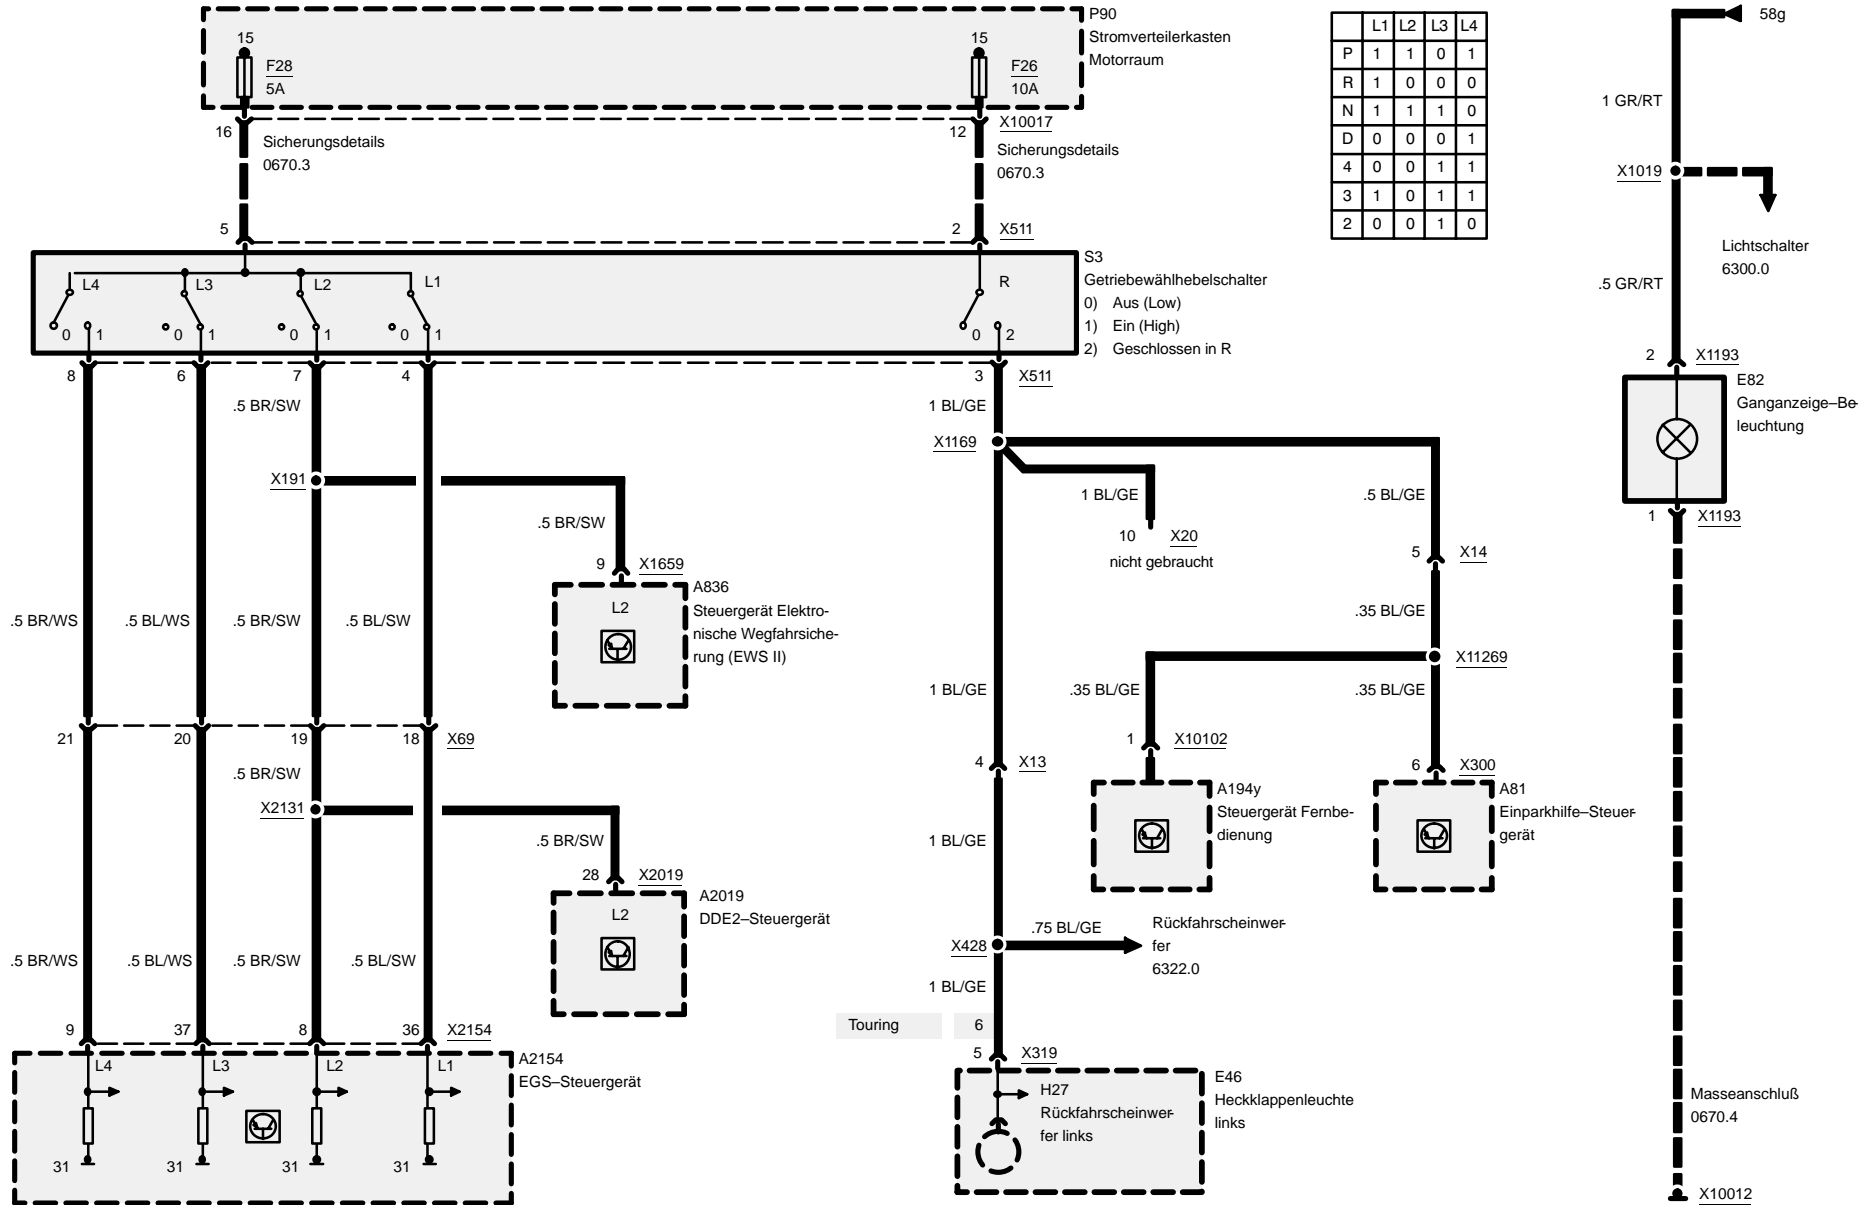 P90
Stromverteilerkasten
Motorraum
15
F28
5A
15
F26
10A
16
12
X10017
Sicherungsdetails
0670.3
Sicherungsdetails
0670.3
5
2
X511
L1 L2 L3 L4
P 1 1 0 1
R 1 0 0 0
N 1 1 1 0
D 0 0 0 1
4 0 0 1 1
3 1 0 1 1
2 0 0 1 0
58g
1 GR/RT
X1019
Lichtschalter
6300.0
.5 GR/RT
2
X1193
E82
Ganganzeige–Be-
leuchtung
1
X1193
Masseanschluß
0670.4
X10012
S3
Getriebewählhebelschalter
0) Aus (Low)
1) Ein (High)
2) Geschlossen in R
L4
L3
L2
L1
R
0 1
0 1
0 1
0 1
0 2
8
6
7
4
3
X511
.5 BR/SW
1 BL/GE
X191
.5 BR/SW
9
X1659
A836
L2
Steuergerät Elektro-
nische Wegfahrsiche-
rung (EWS II)
.5 BR/WS
.5 BL/WS
.5 BR/SW
.5 BL/SW
21
20
19
18
X69
.5 BR/SW
X2131
.5 BR/SW
28
X2019
A2019
DDE2–Steuergerät
L2
.5 BR/WS
.5 BL/WS
.5 BR/SW
.5 BL/SW
9
37
8
36
X2154
A2154
EGS–Steuergerät
L4
L3
L2
L1
31
31
31
31
X1169
1 BL/GE
10
X20
nicht gebraucht
.5 BL/GE
5
X14
.35 BL/GE
X11269
1 BL/GE
.35 BL/GE
.35 BL/GE
4
X13
1
X10102
6
X300
A194y
Steuergerät Fernbe-
dienung
A81
Einparkhilfe–Steuer-
gerät
1 BL/GE
X428
.75 BL/GE
Rückfahrscheinwer-
fer
6322.0
1 BL/GE
Touring
6
5
X319
E46
Heckklappenleuchte
links
H27
Rückfahrscheinwer-
fer links